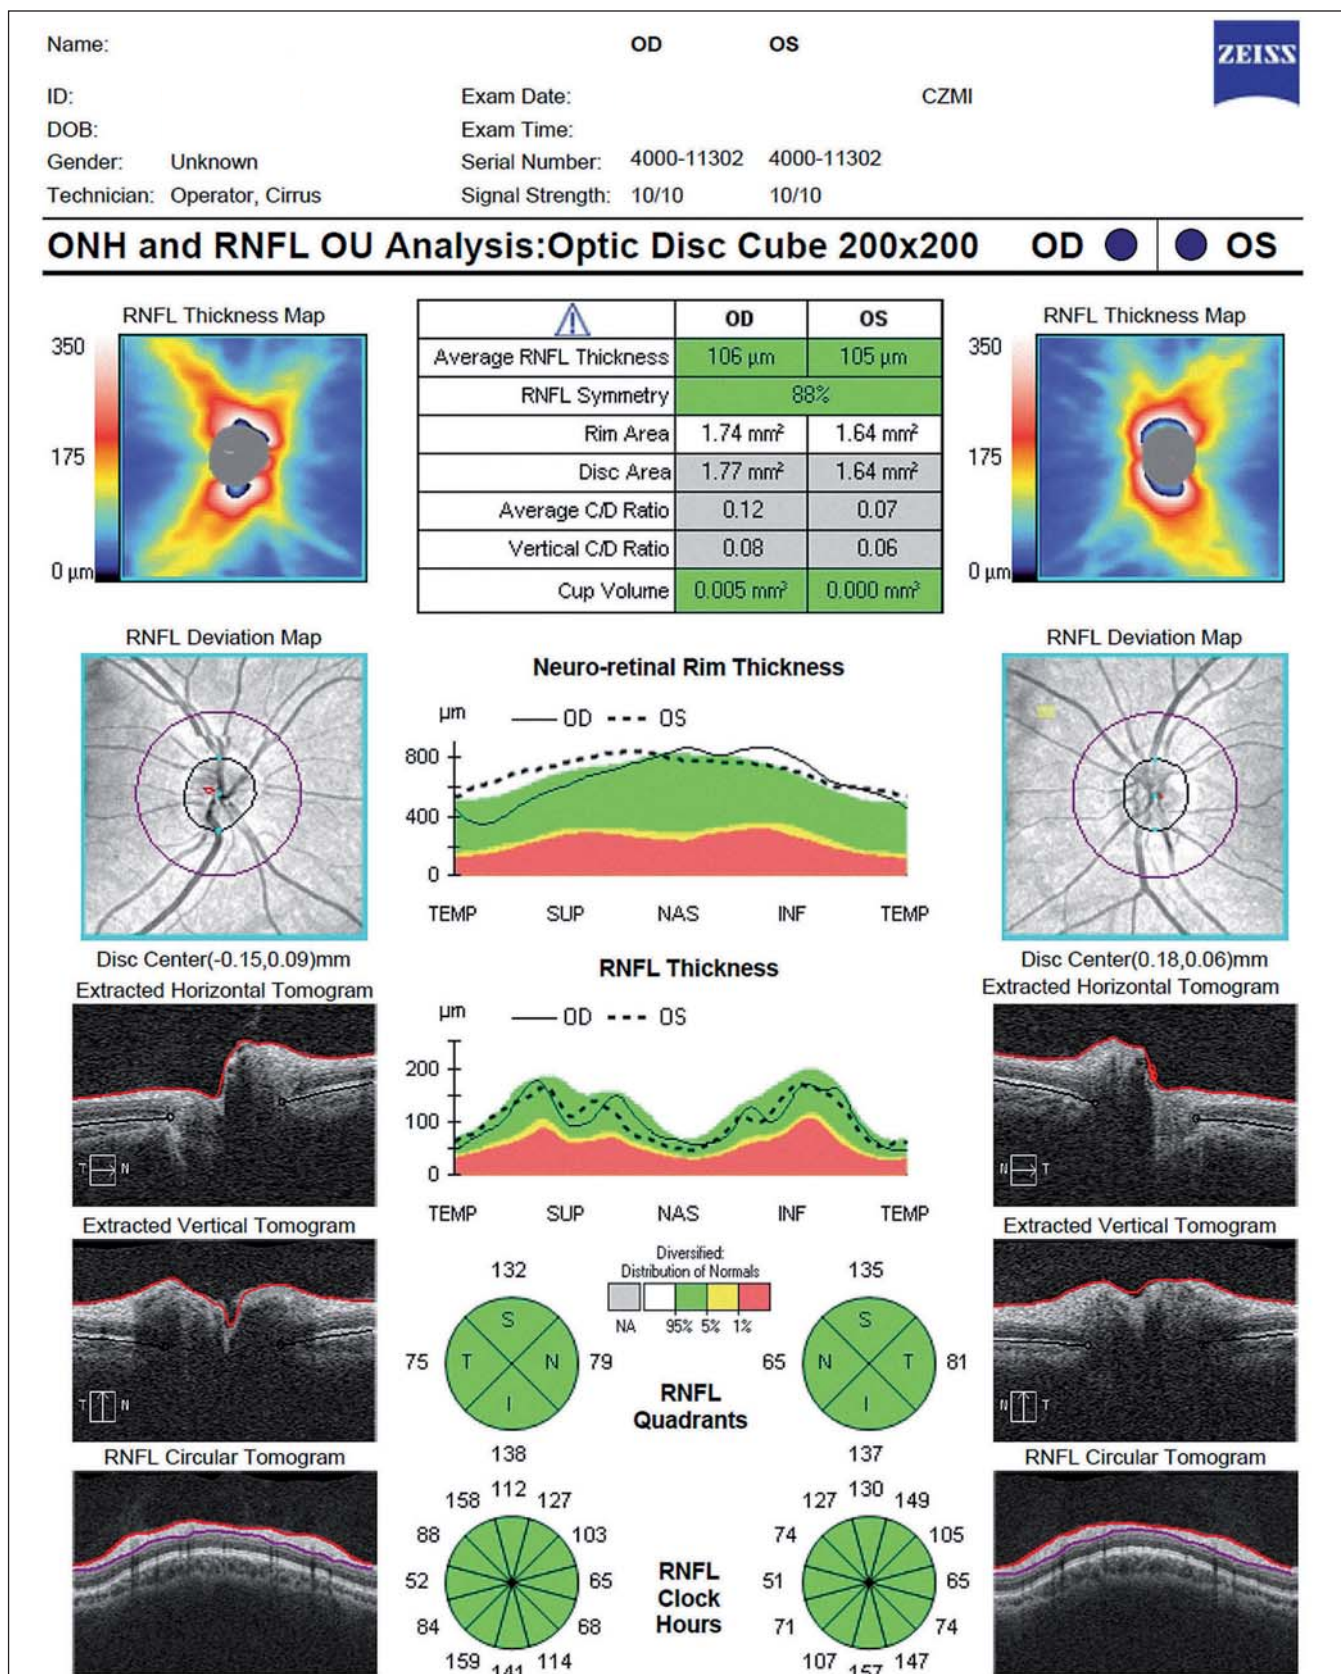 Name: OD OS
ZEISS
ID: Exam Date: CZMI
DOB: Exam Time:
Gender: Unknown Serial Number: 4000-11302 4000-11302
Technician: Operator, Cirrus Signal Strength: 10/10 10/10
ONH and RNFL OU Analysis:Optic Disc Cube 200x200 OD OS
RNFL Thickness Map
350
175
0 μm
OD OS
Average RNFL Thickness 106 μm 105 μm
RNFL Symmetry 88%
Rim Area 1.74 mm² 1.64 mm²
Disc Area 1.77 mm² 1.64 mm²
Average C/D Ratio 0.12 0.07
Vertical C/D Ratio 0.08 0.06
Cup Volume 0.005 mm³ 0.000 mm³
RNFL Thickness Map
350
175
0 μm
RNFL Deviation Map
Disc Center(-0.15,0.09)mm
Neuro-retinal Rim Thickness
μm OD OS
800
400
0
TEMP SUP NAS INF TEMP
RNFL Deviation Map
Disc Center(0.18,0.06)mm
Extracted Horizontal Tomogram
T N
RNFL Thickness
μm OD OS
200
100
0
TEMP SUP NAS INF TEMP
Extracted Horizontal Tomogram
N T
Extracted Vertical Tomogram
T N
Diversified:
Distribution of Normals
NA 95% 5% 1%
132
S
75 T N 79
I
138
RNFL
Quadrants
135
S
65 N T 81
I
137
Extracted Vertical Tomogram
N T
RNFL Circular Tomogram
158 112 127
88 103
52 65
84 68
159 141 114
RNFL
Clock
Hours
127 130 149
74 105
51 65
71 74
107 157 147
RNFL Circular Tomogram